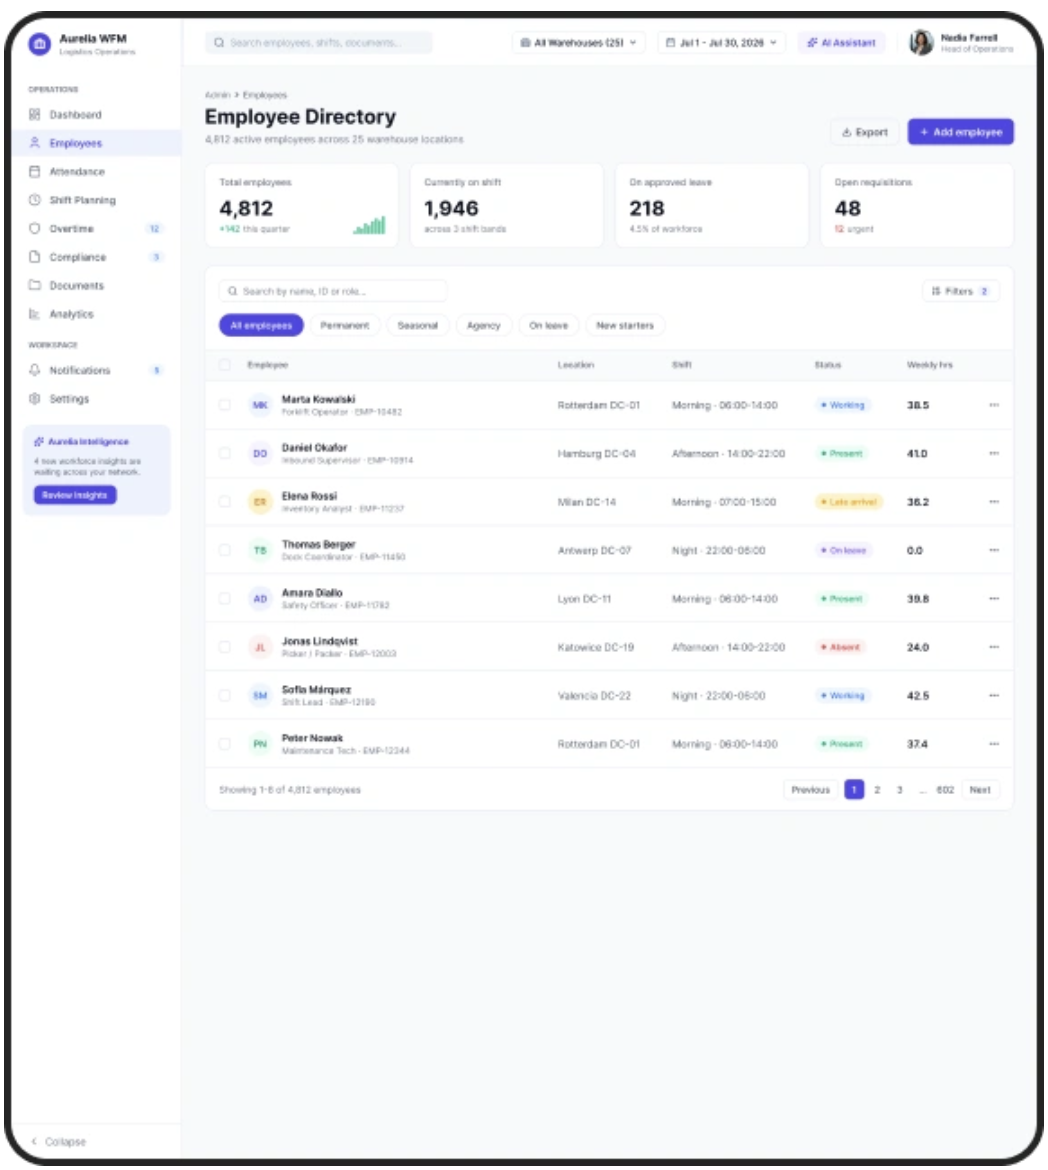 Aurelia WFM
Logistics Operations
Search employees, shifts, documents...
All Warehouses (25)
Jul 1 - Jul 30, 2026
AI Assistant
Nadia Farrell
Head of Operations
OPERATIONS
Dashboard
Employees
Attendance
Shift Planning
Overtime 12
Compliance 3
Documents
Analytics
WORKSPACE
Notifications 5
Settings
Aurelia Intelligence
4 new workforce insights are
waiting across your network.
Review Insights
Collapse
Admin > Employees
Employee Directory
4,812 active employees across 25 warehouse locations
Export
+ Add employee
Total employees
4,812
+142 this quarter
Currently on shift
1,946
across 3 shift bands
On approved leave
218
4.5% of workforce
Open requisitions
48
12 urgent
Search by name, ID or role...
Filters 2
All employees Permanent Seasonal Agency On leave New starters
Employee Location Shift Status Weekly hrs
MK Marta Kowalski Rotterdam DC-01 Morning · 06:00-14:00 Working 38.5 ···
Forklift Operator · EMP-10482
DO Daniel Okafor Hamburg DC-04 Afternoon · 14:00-22:00 Present 41.0 ···
Inbound Supervisor · EMP-10914
ER Elena Rossi Milan DC-14 Morning · 07:00-15:00 Late arrival 36.2 ···
Inventory Analyst · EMP-11237
TB Thomas Berger Antwerp DC-07 Night · 22:00-06:00 On leave 0.0 ···
Dock Coordinator · EMP-11450
AD Amara Diallo Lyon DC-11 Morning · 06:00-14:00 Present 39.8 ···
Safety Officer · EMP-11782
JL Jonas Lindqvist Katowice DC-19 Afternoon · 14:00-22:00 Absent 24.0 ···
Picker / Packer · EMP-12003
SM Sofia Márquez Valencia DC-22 Night · 22:00-06:00 Working 42.5 ···
Shift Lead · EMP-12190
PN Peter Nowak Rotterdam DC-01 Morning · 06:00-14:00 Present 37.4 ···
Maintenance Tech · EMP-12244
Showing 1-8 of 4,812 employees
Previous 1 2 3 ... 602 Next